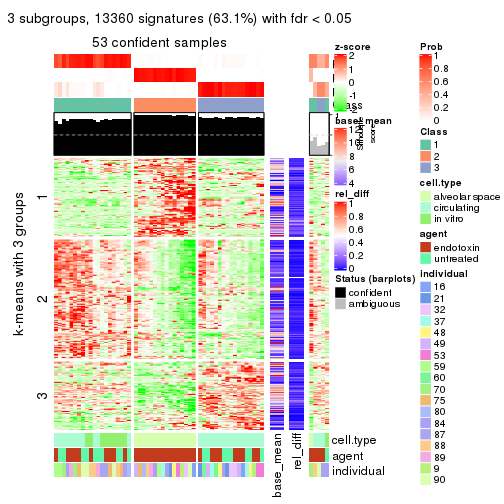 3 subgroups, 13360 signatures (63.1%) with fdr < 0.05
53 confident samples
k-means with 3 groups
1
2
3
base_mean
rel_diff
cell.type
agent
individual
z-score
2
1
0
-1
base_mean
12
10
8
6
4
rel_diff
1
0.8
0.6
0.4
0.2
0
Status (barplots)
confident
ambiguous
score
Prob
1
0.8
0.6
0.4
0.2
0
Class
1
2
3
cell.type
alveolar space
circulating
in vitro
agent
endotoxin
untreated
individual
16
21
32
37
48
49
53
59
60
70
75
80
84
87
88
89
9
90